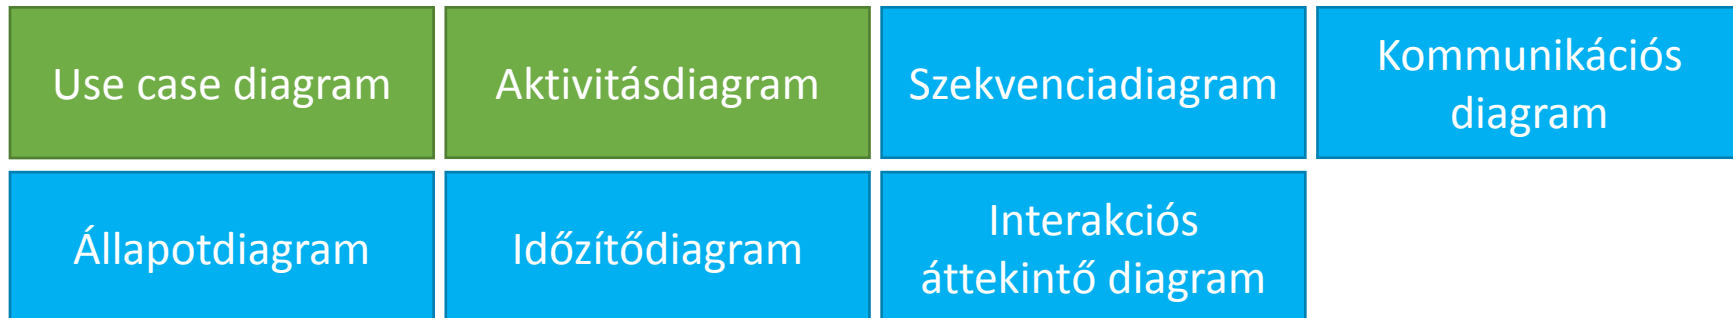 Use case diagram
Aktivitásdiagram
Szekvenciadiagram
Kommunikációs
diagram
Állapotdiagram
Időzítődiagram
Interakciós
áttekintő diagram